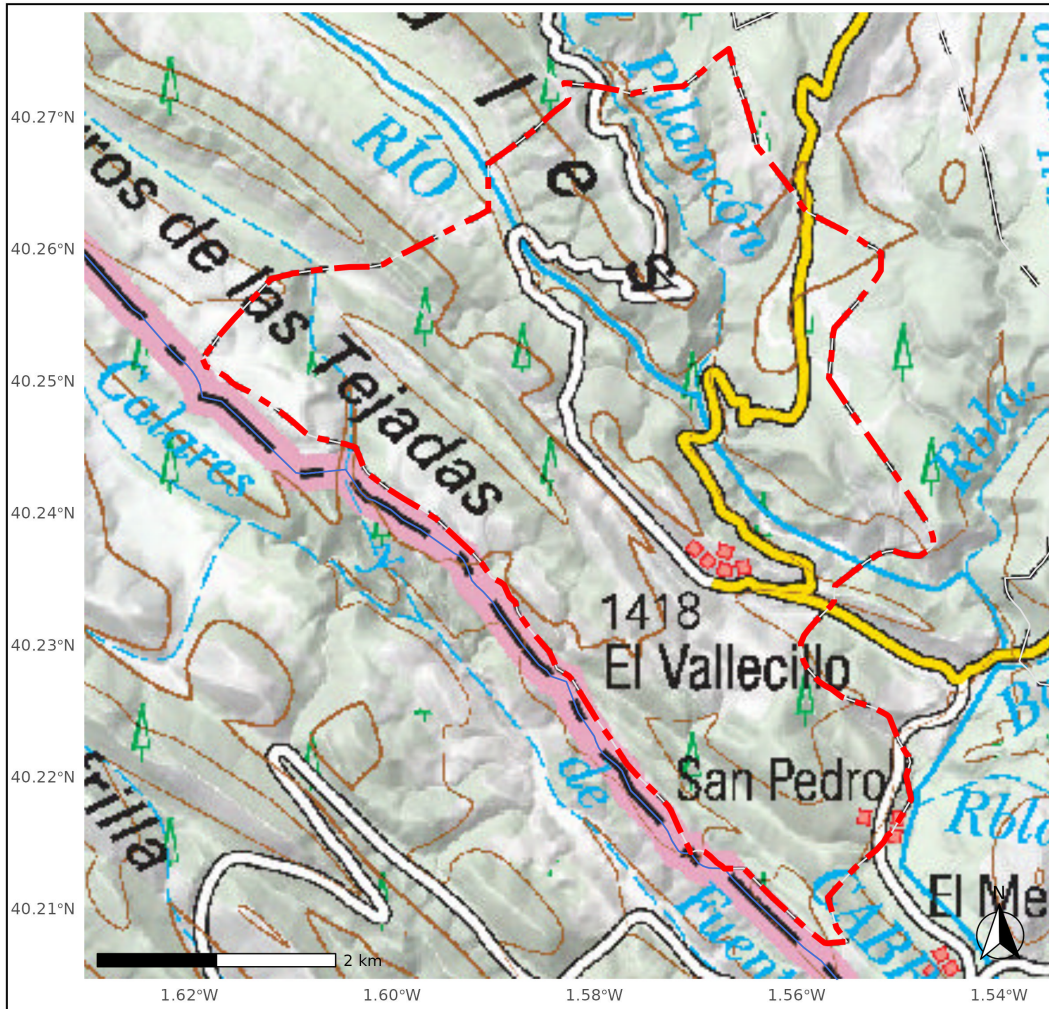 RÍO
Pilancón
les
ros de las Tejadas
Calares
y
de
Fuent
Rbla.
1418
El Vallecillo
San Pedro
Rbla
CABR
El Me
trilla
N
2 km
40.27°N
40.26°N
40.25°N
40.24°N
40.23°N
40.22°N
40.21°N
1.62°W
1.60°W
1.58°W
1.56°W
1.54°W